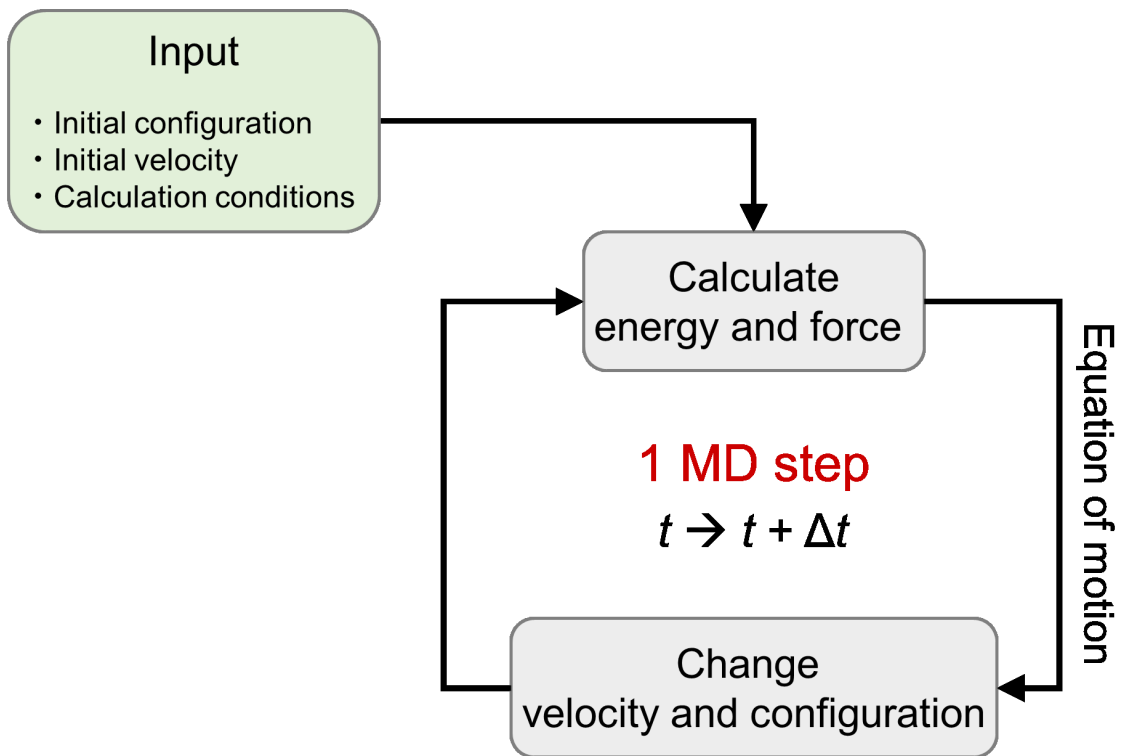 Input
・Initial configuration
・Initial velocity
・Calculation conditions
Calculate
energy and force
Equation of motion
1 MD step
t → t + Δt
Change
velocity and configuration